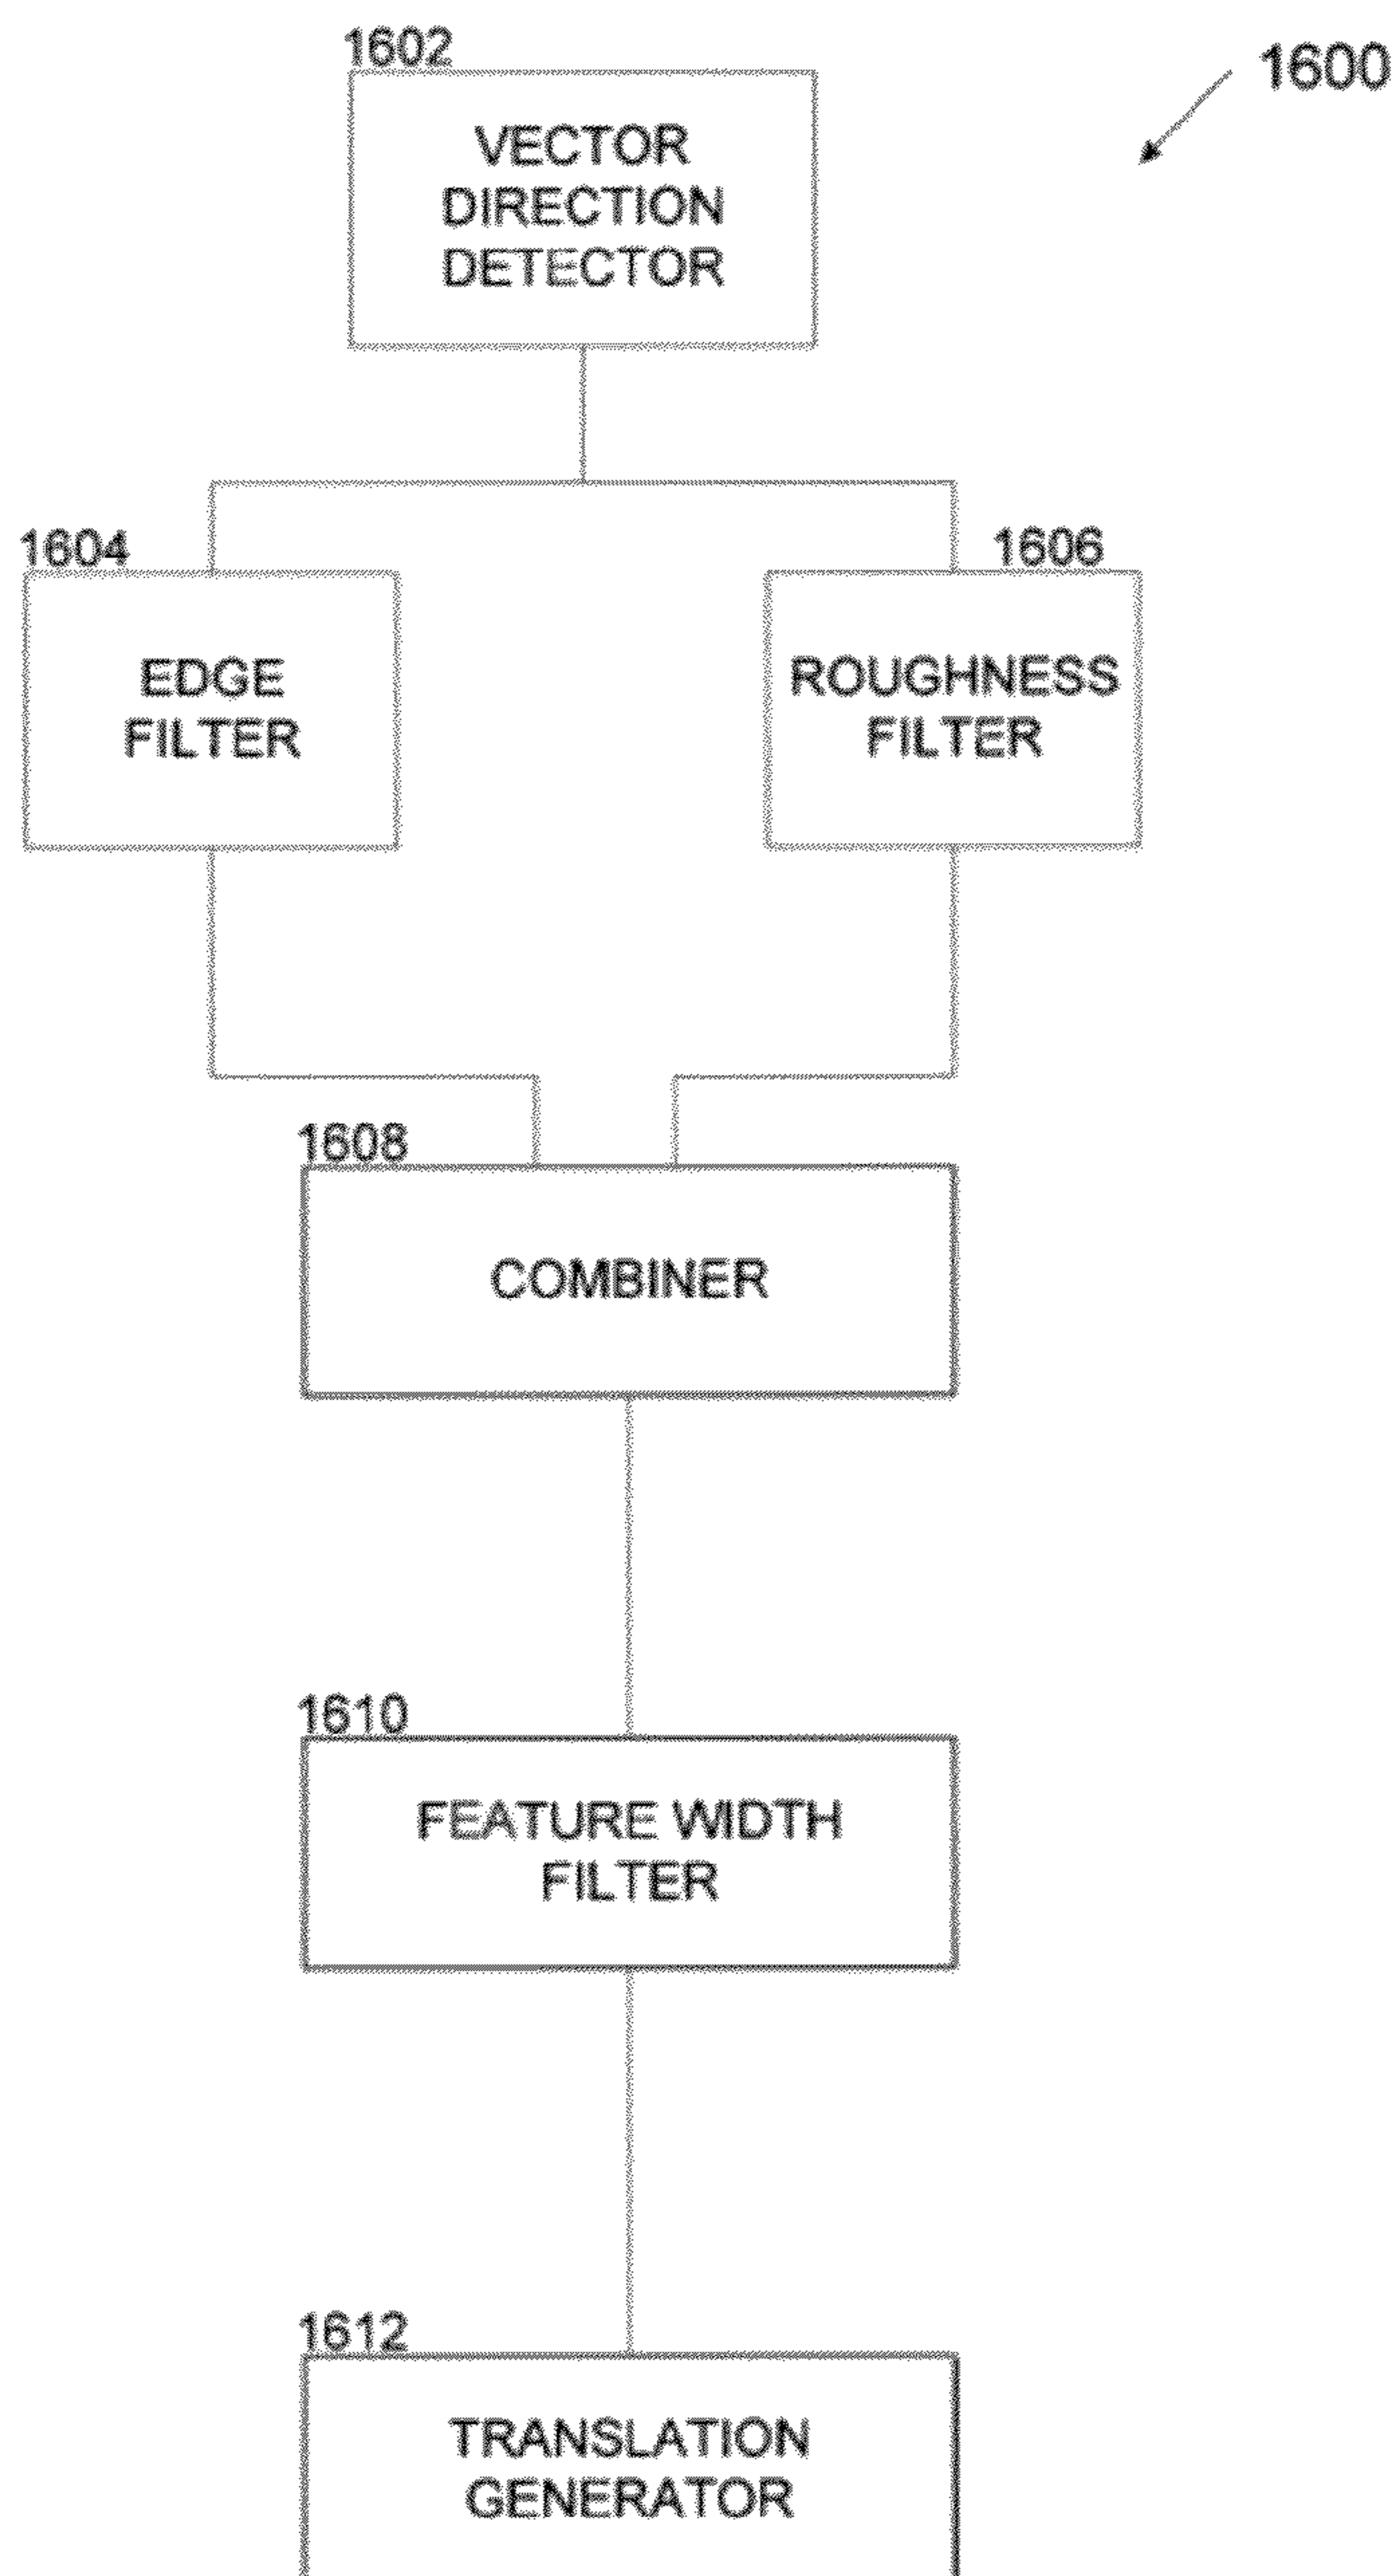 1602
1600
VECTOR
DIRECTION
DETECTOR
1604
1606
EDGE
FILTER
ROUGHNESS
FILTER
1608
COMBINER
1610
FEATURE WIDTH
FILTER
1612
TRANSLATION
GENERATOR